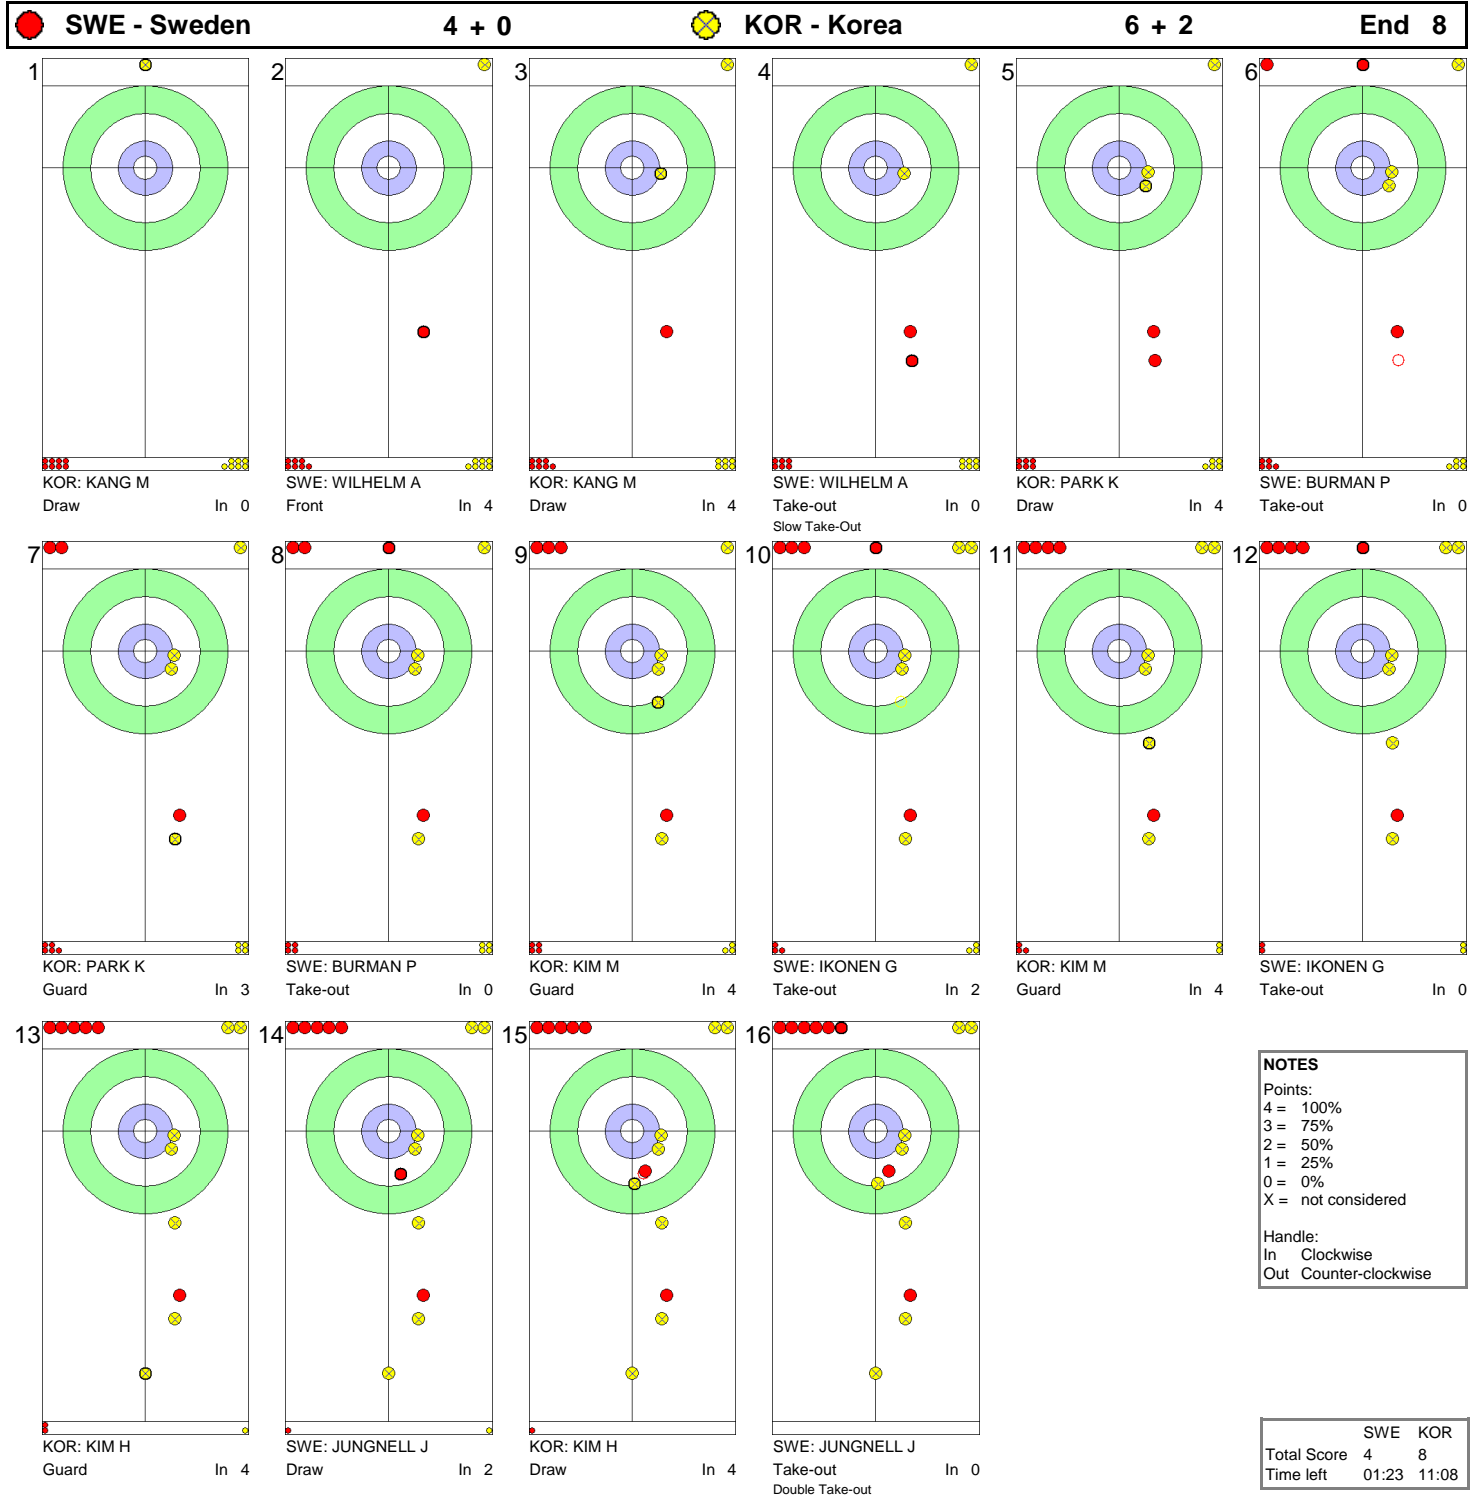 SWE - Sweden 4 + 0 KOR - Korea 6 + 2 End 8
1 2 3 4 5 6
KOR: KANG M SWE: WILHELM A KOR: KANG M SWE: WILHELM A KOR: PARK K SWE: BURMAN P
Draw In 0 Front In 4 Draw In 4 Take-out In 0 Draw In 4 Take-out In 0
Slow Take-Out
7 8 9 10 11 12
KOR: PARK K SWE: BURMAN P KOR: KIM M SWE: IKONEN G KOR: KIM M SWE: IKONEN G
Guard In 3 Take-out In 0 Guard In 4 Take-out In 2 Guard In 4 Take-out In 0
13 14 15 16
KOR: KIM H SWE: JUNGNELL J KOR: KIM H SWE: JUNGNELL J
Guard In 4 Draw In 2 Draw In 4 Take-out In 0
Double Take-out
NOTES
Points:
4 = 100%
3 = 75%
2 = 50%
1 = 25%
0 = 0%
X = not considered
Handle:
In Clockwise
Out Counter-clockwise
SWE KOR
Total Score 4 8
Time left 01:23 11:08